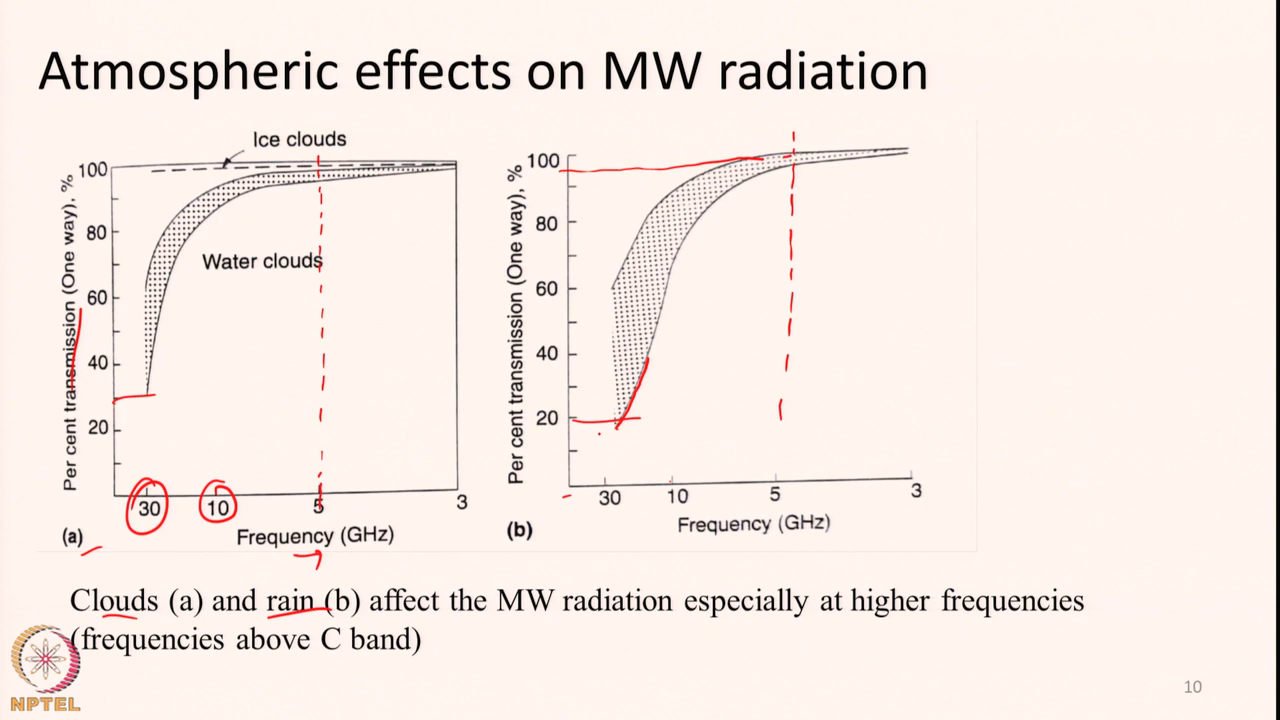 Atmospheric effects on MW radiation
Ice clouds
100
80
60
40
20
Per cent transmission (One way), %
Water clouds
30
10
5
3
Frequency (GHz)
(a)
100
80
60
40
20
Per cent transmission (One way), %
30
10
5
3
Frequency (GHz)
(b)
Clouds (a) and rain (b) affect the MW radiation especially at higher frequencies
(frequencies above C band)
NPTEL
10